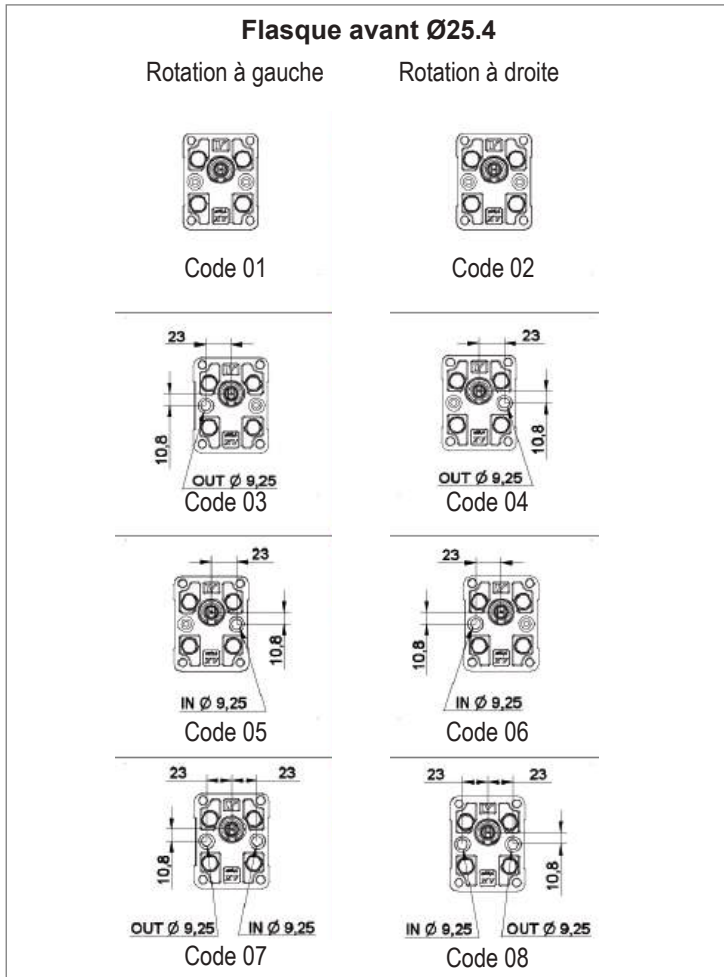 Flasque avant Ø25.4
Rotation à gauche Rotation à droite
Code 01 Code 02
23 23
10,8 10,8
OUT Ø 9,25 OUT Ø 9,25
Code 03 Code 04
23 23
10,8 10,8
IN Ø 9,25 IN Ø 9,25
Code 05 Code 06
23 23 23 23
10,8 10,8
OUT Ø 9,25 IN Ø 9,25 IN Ø 9,25 OUT Ø 9,25
Code 07 Code 08